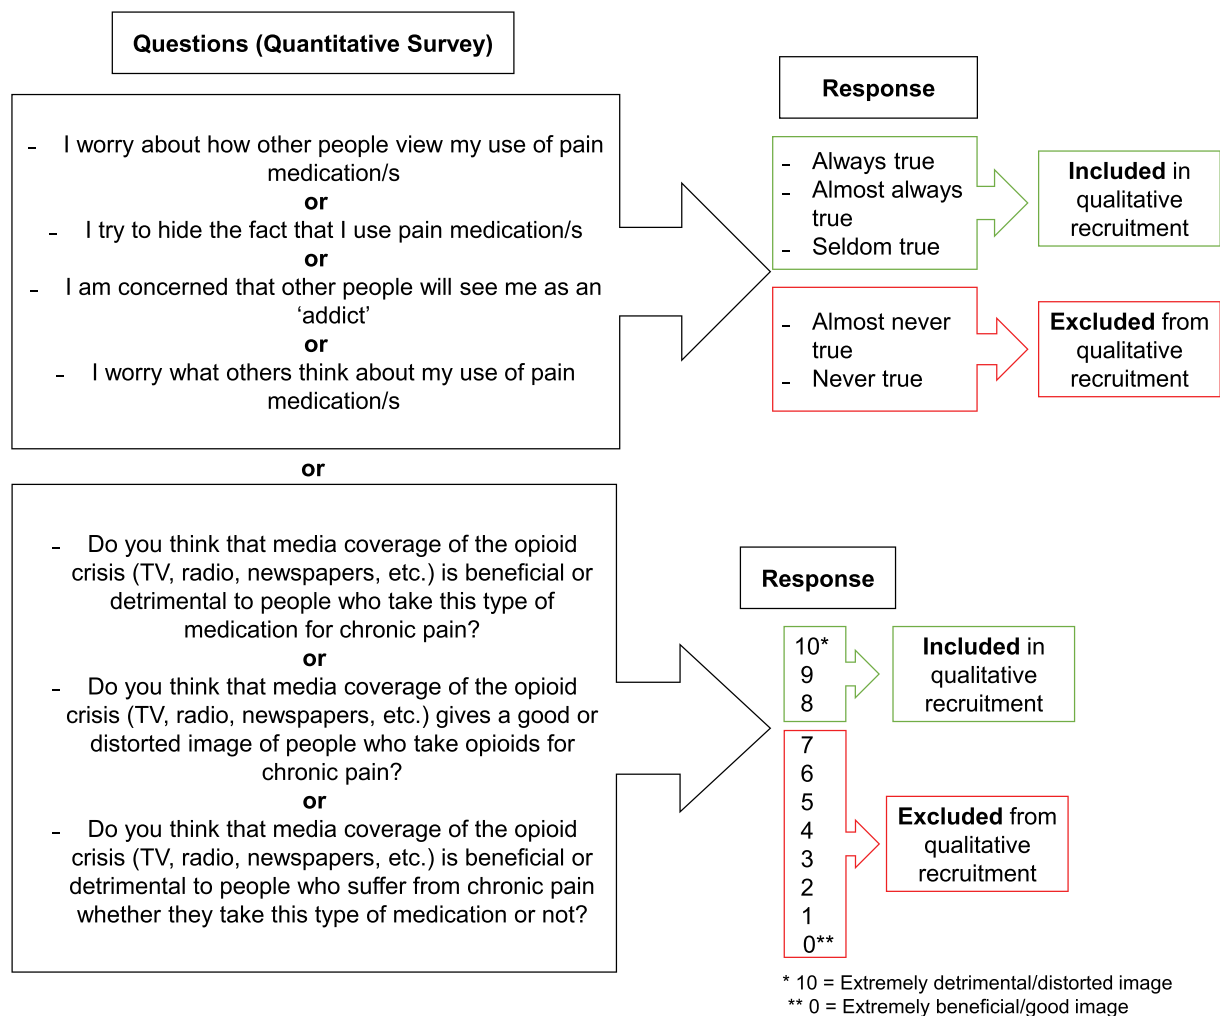 Questions (Quantitative Survey)
- I worry about how other people view my use of pain
medication/s
or
- I try to hide the fact that I use pain medication/s
or
- I am concerned that other people will see me as an
‘addict’
or
- I worry what others think about my use of pain
medication/s
Response
- Always true
- Almost always
true
- Seldom true
Included in
qualitative
recruitment
- Almost never
true
- Never true
Excluded from
qualitative
recruitment
or
- Do you think that media coverage of the opioid
crisis (TV, radio, newspapers, etc.) is beneficial or
detrimental to people who take this type of
medication for chronic pain?
or
- Do you think that media coverage of the opioid
crisis (TV, radio, newspapers, etc.) gives a good or
distorted image of people who take opioids for
chronic pain?
or
- Do you think that media coverage of the opioid
crisis (TV, radio, newspapers, etc.) is beneficial or
detrimental to people who suffer from chronic pain
whether they take this type of medication or not?
Response
10*
9
8
Included in
qualitative
recruitment
7
6
5
4
3
2
1
0**
Excluded from
qualitative
recruitment
* 10 = Extremely detrimental/distorted image
** 0 = Extremely beneficial/good image